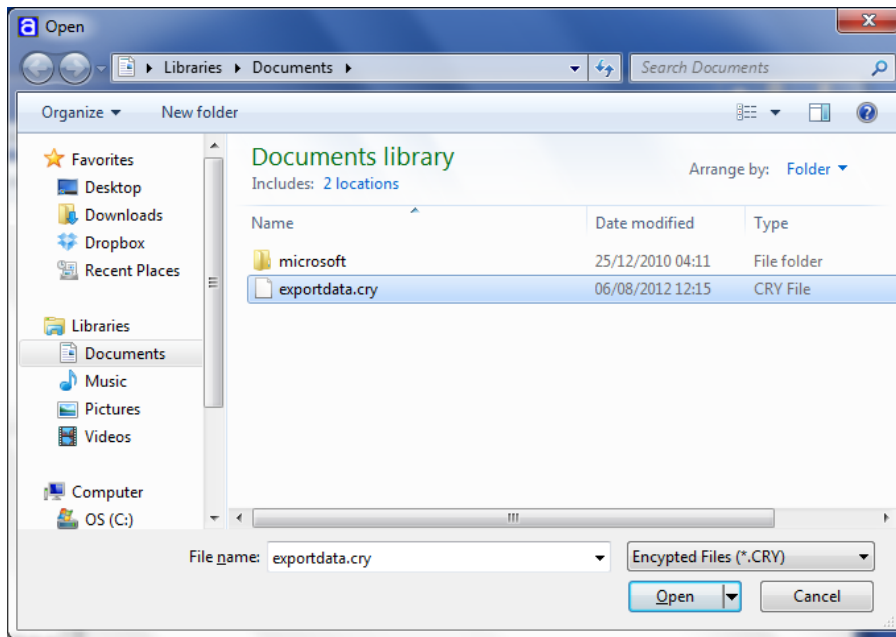 a Open
Libraries Documents Search Documents
Organize New folder
Favorites
Desktop
Downloads
Dropbox
Recent Places
Libraries
Documents
Music
Pictures
Videos
Computer
OS (C:)
Documents library
Includes: 2 locations
Arrange by: Folder
Name Date modified Type
microsoft 25/12/2010 04:11 File folder
exportdata.cry 06/08/2012 12:15 CRY File
File name: exportdata.cry Encypted Files (*.CRY)
Open Cancel